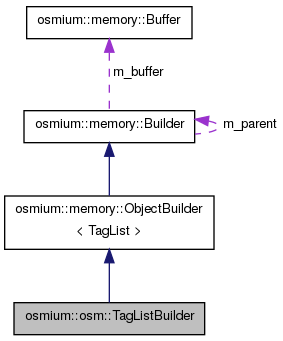 osmium::memory::Buffer
m_buffer
osmium::memory::Builder
m_parent
osmium::memory::ObjectBuilder
< TagList >
osmium::osm::TagListBuilder